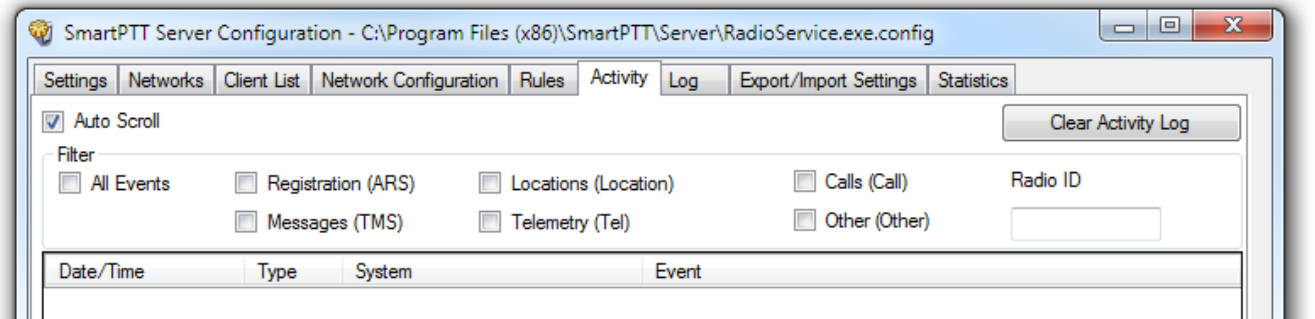 SmartPTT Server Configuration - C:\Program Files (x86)\SmartPTT\Server\RadioService.exe.config
Settings Networks Client List Network Configuration Rules Activity Log Export/Import Settings Statistics
Auto Scroll Clear Activity Log
Filter
All Events Registration (ARS) Locations (Location) Calls (Call) Radio ID
Messages (TMS) Telemetry (Tel) Other (Other)
Date/Time Type System Event